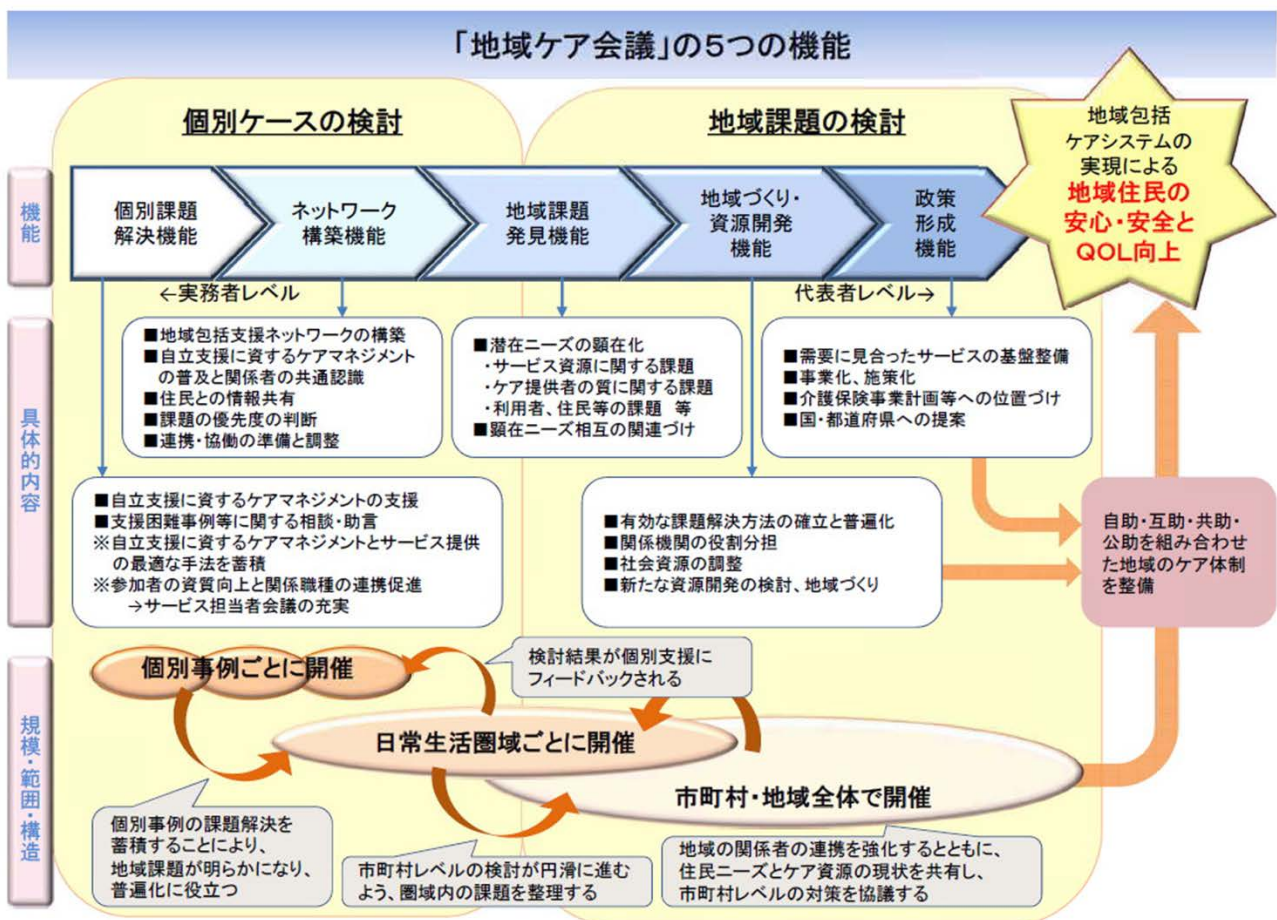 「地域ケア会議」の5つの機能
個別ケースの検討
地域課題の検討
地域包括
ケアシステムの
実現による
地域住民の
安心・安全と
QOL向上
機能
個別課題
解決機能
ネットワーク
構築機能
地域課題
発見機能
地域づくり・
資源開発
機能
政策
形成
機能
←実務者レベル
代表者レベル→
具体的内容
■地域包括支援ネットワークの構築
■自立支援に資するケアマネジメント
の普及と関係者の共通認識
■住民との情報共有
■課題の優先度の判断
■連携・協働の準備と調整
■潜在ニーズの顕在化
・サービス資源に関する課題
・ケア提供者の質に関する課題
・利用者、住民等の課題 等
■顕在ニーズ相互の関連づけ
■需要に見合ったサービスの基盤整備
■事業化、施策化
■介護保険事業計画等への位置づけ
■国・都道府県への提案
■自立支援に資するケアマネジメントの支援
■支援困難事例等に関する相談・助言
※自立支援に資するケアマネジメントとサービス提供
の最適な手法を蓄積
※参加者の資質向上と関係職種の連携促進
→サービス担当者会議の充実
■有効な課題解決方法の確立と普遍化
■関係機関の役割分担
■社会資源の調整
■新たな資源開発の検討、地域づくり
自助・互助・共助・
公助を組み合わせ
た地域のケア体制
を整備
規模・範囲・構造
個別事例ごとに開催
検討結果が個別支援に
フィードバックされる
日常生活圏域ごとに開催
市町村・地域全体で開催
個別事例の課題解決を
蓄積することにより、
地域課題が明らかになり、
普遍化に役立つ
市町村レベルの検討が円滑に進む
よう、圏域内の課題を整理する
地域の関係者の連携を強化するとともに、
住民ニーズとケア資源の現状を共有し、
市町村レベルの対策を協議する